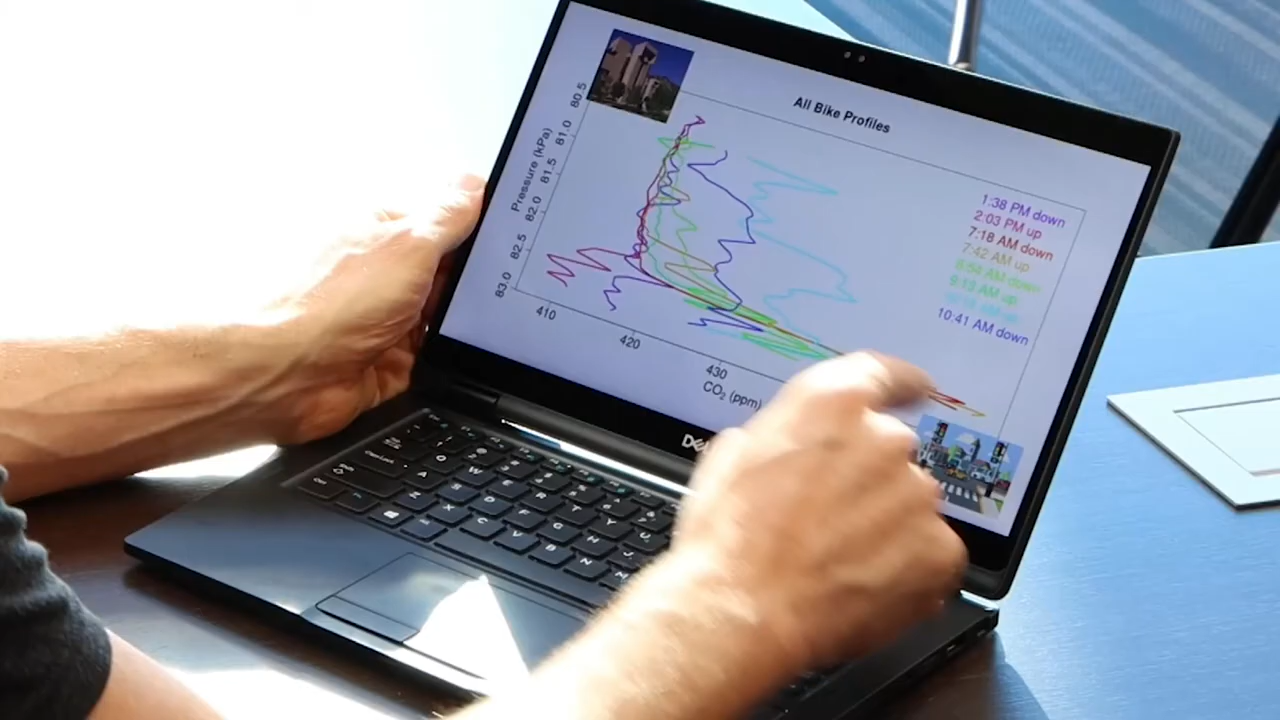 All Bike Profiles
80.5
81.0
81.5
82.0
82.5
83.0
Pressure (kPa)
1:38 PM down
2:03 PM up
7:18 AM down
7:42 AM up
8:54 AM down
9:13 AM up
10:41 AM down
410
420
430
CO₂ (ppm)